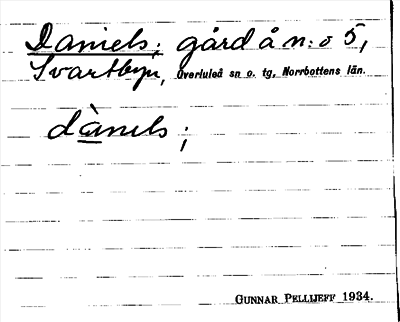 Daniels; gård å n:o 5,
Svartbyn, Överluleå sn o. tg, Norrbottens län.
dànils;
GUNNAR PELLIJEFF 1934.